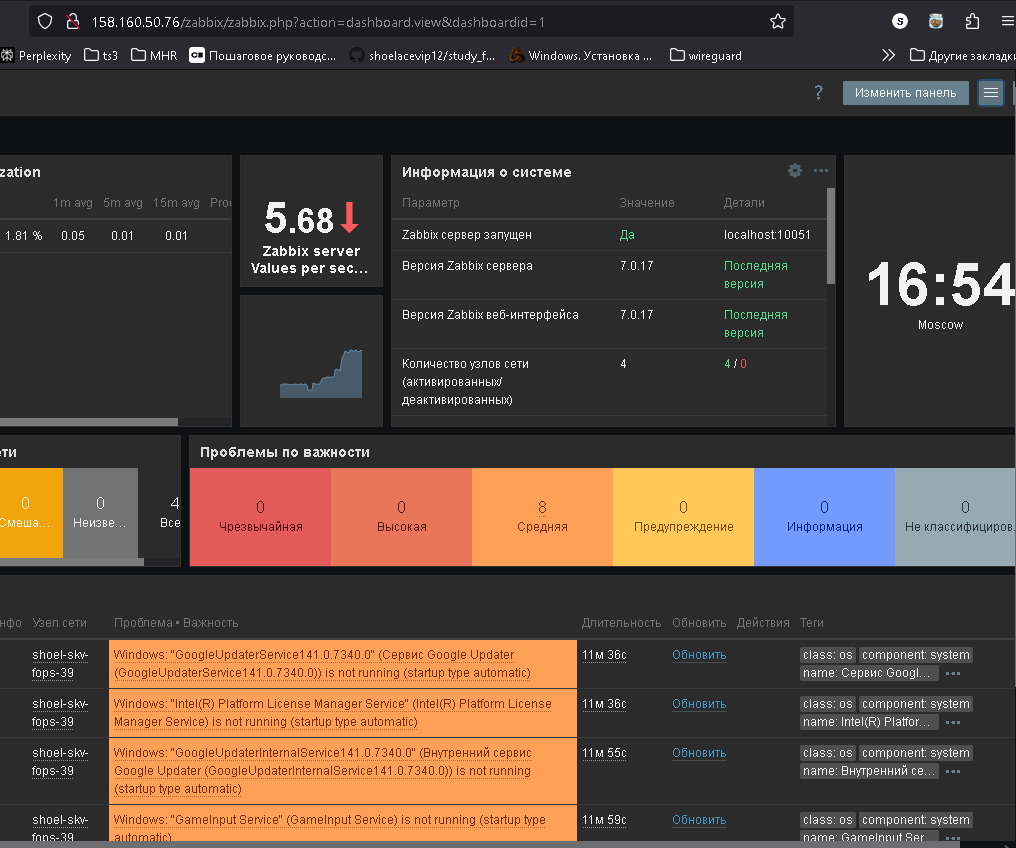 158.160.50.76/zabbix/zabbix.php?action=dashboard.view&dashboardid=1
S
Perplexity ts3 MHR Пошаговое руководс... shoelacevip12/study_f... Windows. Установка ... wireguard Другие закладки
? Изменить панель
zation
1m avg 5m avg 15m avg Proc
1.81 % 0.05 0.01 0.01
5.68
Zabbix server
Values per sec...
Информация о системе
Параметр Значение Детали
Zabbix сервер запущен Да localhost:10051
Версия Zabbix сервера 7.0.17 Последняя
версия
Версия Zabbix веб-интерфейса 7.0.17 Последняя
версия
Количество узлов сети 4 4 / 0
(активированных/
деактивированных)
16:54
Moscow
ти
0
Смеша...
0
Неизве...
4
Все
Проблемы по важности
0
Чрезвычайная
0
Высокая
8
Средняя
0
Предупреждение
0
Информация
0
Не классифициров.
нфо Узел сети Проблема • Важность Длительность Обновить Действия Теги
shoel-skv- Windows: "GoogleUpdaterService141.0.7340.0" (Сервис Google Updater 11м 36с Обновить class: os component: system
fops-39 (GoogleUpdaterService141.0.7340.0)) is not running (startup type automatic) name: Сервис Googl... •••
shoel-skv- Windows: "Intel(R) Platform License Manager Service" (Intel(R) Platform License 11м 36с Обновить class: os component: system
fops-39 Manager Service) is not running (startup type automatic) name: Intel(R) Platfor... •••
shoel-skv- Windows: "GoogleUpdaterInternalService141.0.7340.0" (Внутренний сервис 11м 55с Обновить class: os component: system
fops-39 Google Updater (GoogleUpdaterInternalService141.0.7340.0)) is not running name: Внутренний се... •••
(startup type automatic)
shoel-skv- Windows: "GameInput Service" (GameInput Service) is not running (startup type 11м 59с Обновить class: os component: system
fops-39 automatic) name: GameInput Ser... •••